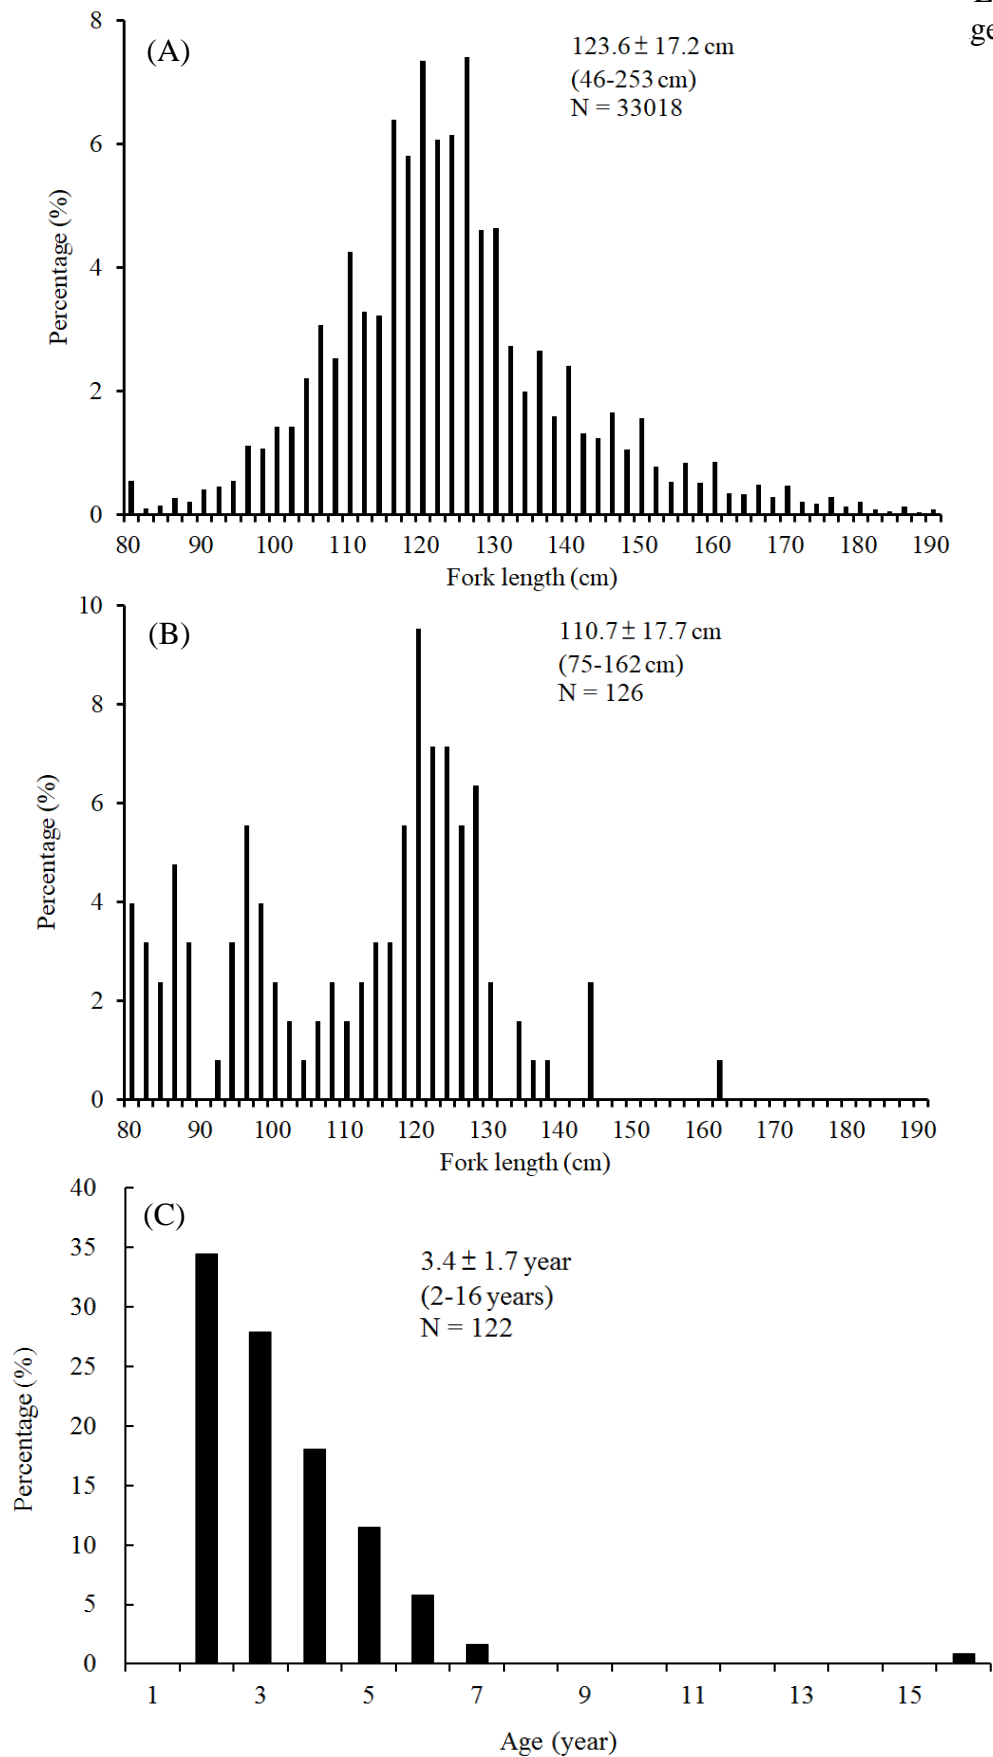 ge
8
(A)
123.6 ± 17.2 cm
(46-253 cm)
N = 33018
6
4
2
0
Percentage (%)
80 90 100 110 120 130 140 150 160 170 180 190
Fork length (cm)
10
(B)
110.7 ± 17.7 cm
(75-162 cm)
N = 126
8
6
4
2
0
Percentage (%)
80 90 100 110 120 130 140 150 160 170 180 190
Fork length (cm)
40
(C)
35
3.4 ± 1.7 year
(2-16 years)
N = 122
30
25
20
15
10
5
0
Percentage (%)
1 3 5 7 9 11 13 15
Age (year)